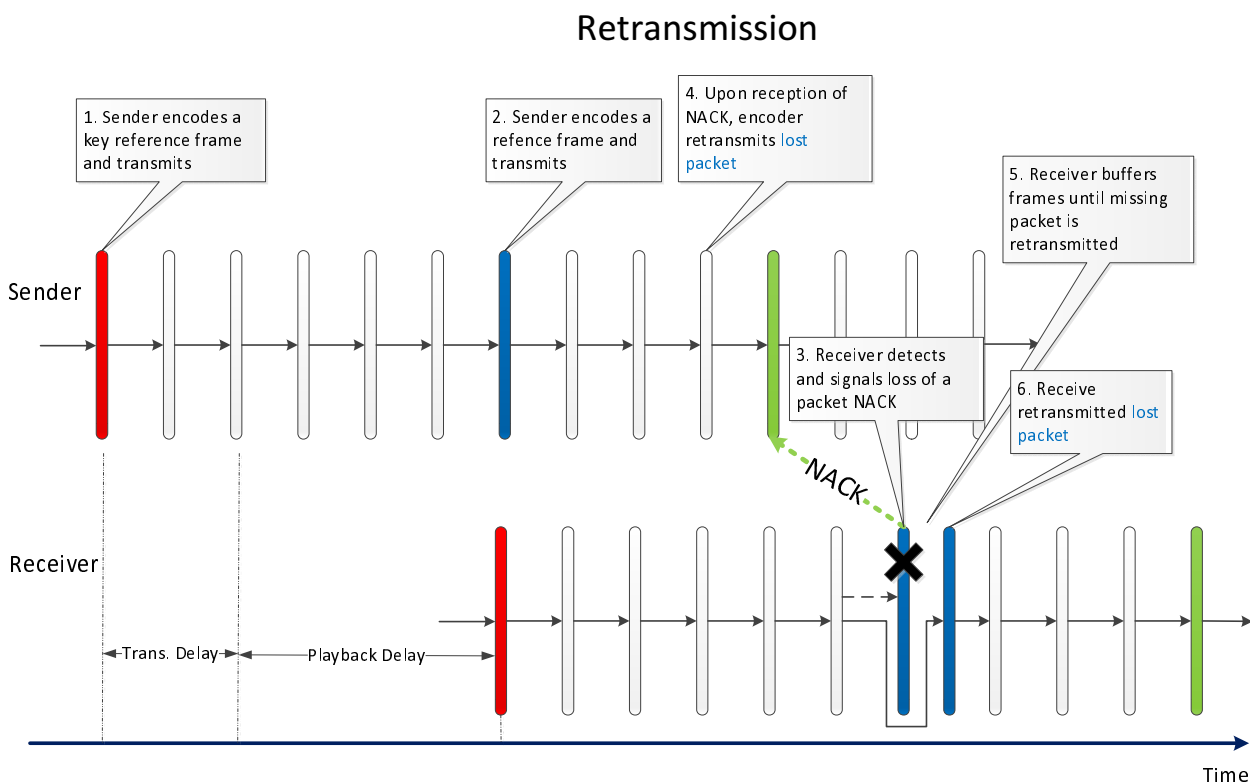 Retransmission
1. Sender encodes a
key reference frame
and transmits
2. Sender encodes a
refence frame and
transmits
4. Upon reception of
NACK, encoder
retransmits lost
packet
5. Receiver buffers
frames until missing
packet is
retransmitted
Sender
3. Receiver detects
and signals loss of a
packet NACK
6. Receive
retransmitted lost
packet
NACK
Receiver
Trans. Delay
Playback Delay
Time